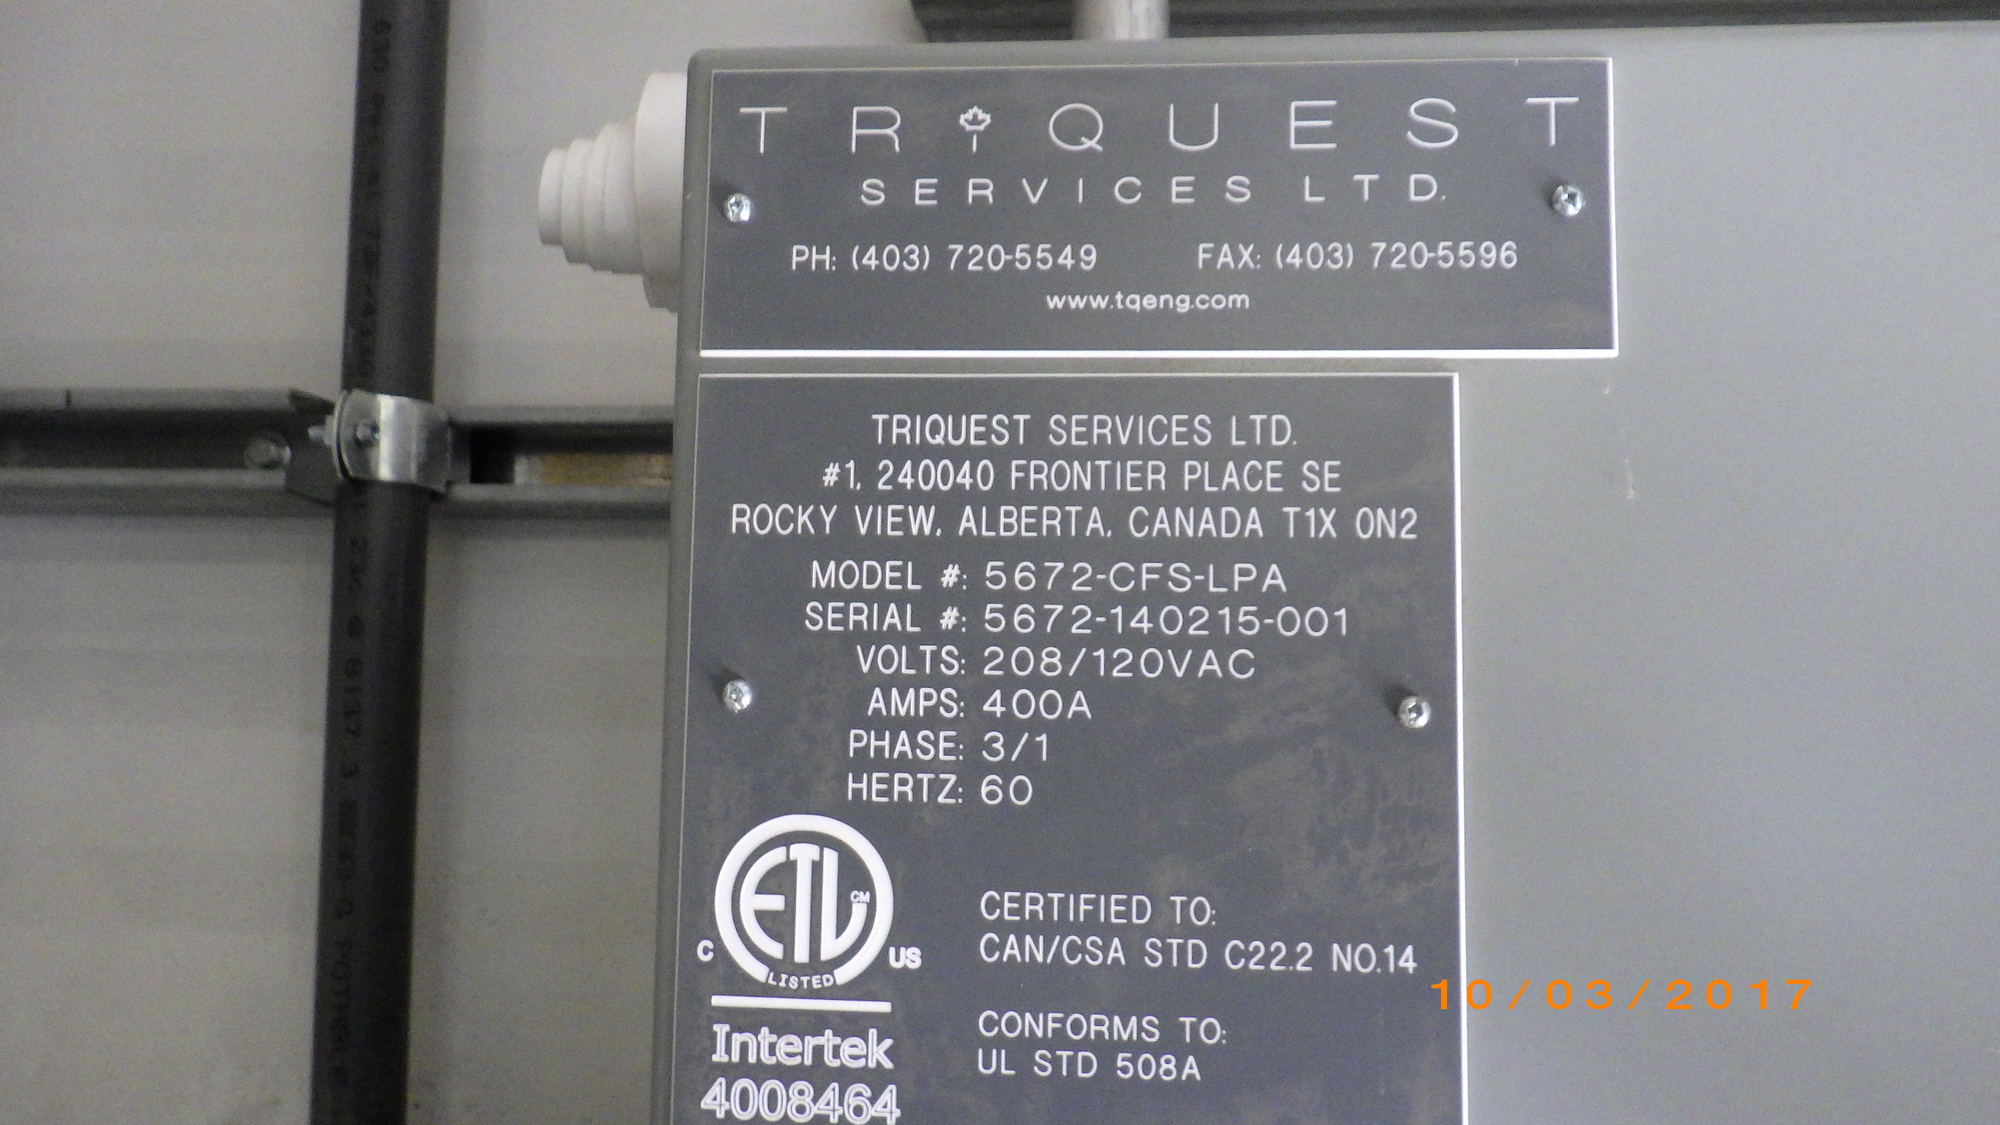 TRIQUEST
SERVICES LTD.
PH: (403) 720-5549 FAX: (403) 720-5596
www.tqeng.com
TRIQUEST SERVICES LTD.
#1, 240040 FRONTIER PLACE SE
ROCKY VIEW, ALBERTA, CANADA T1X 0N2
MODEL #: 5672-CFS-LPA
SERIAL #: 5672-140215-001
VOLTS: 208/120VAC
AMPS: 400A
PHASE: 3/1
HERTZ: 60
ETL CM
C US
LISTED
Intertek
4008464
CERTIFIED TO:
CAN/CSA STD C22.2 NO.14
CONFORMS TO:
UL STD 508A
10/03/2017